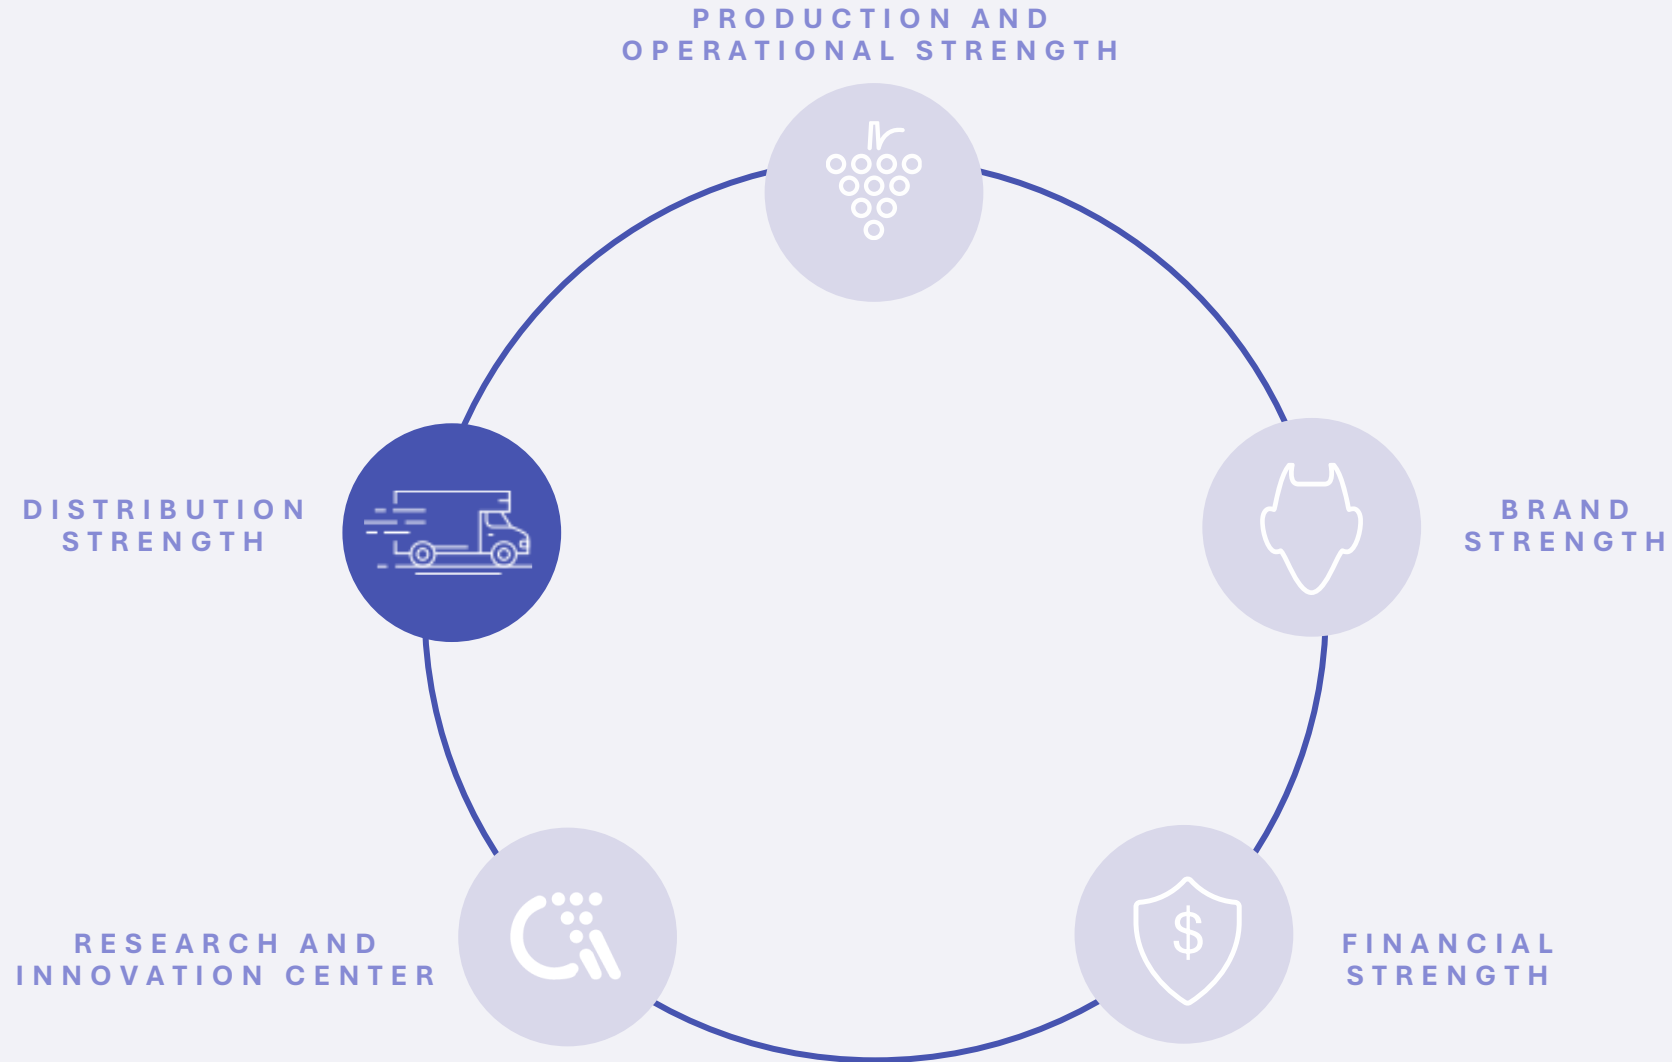 PRODUCTION AND
OPERATIONAL STRENGTH
DISTRIBUTION
STRENGTH
BRAND
STRENGTH
$
RESEARCH AND
INNOVATION CENTER
FINANCIAL
STRENGTH